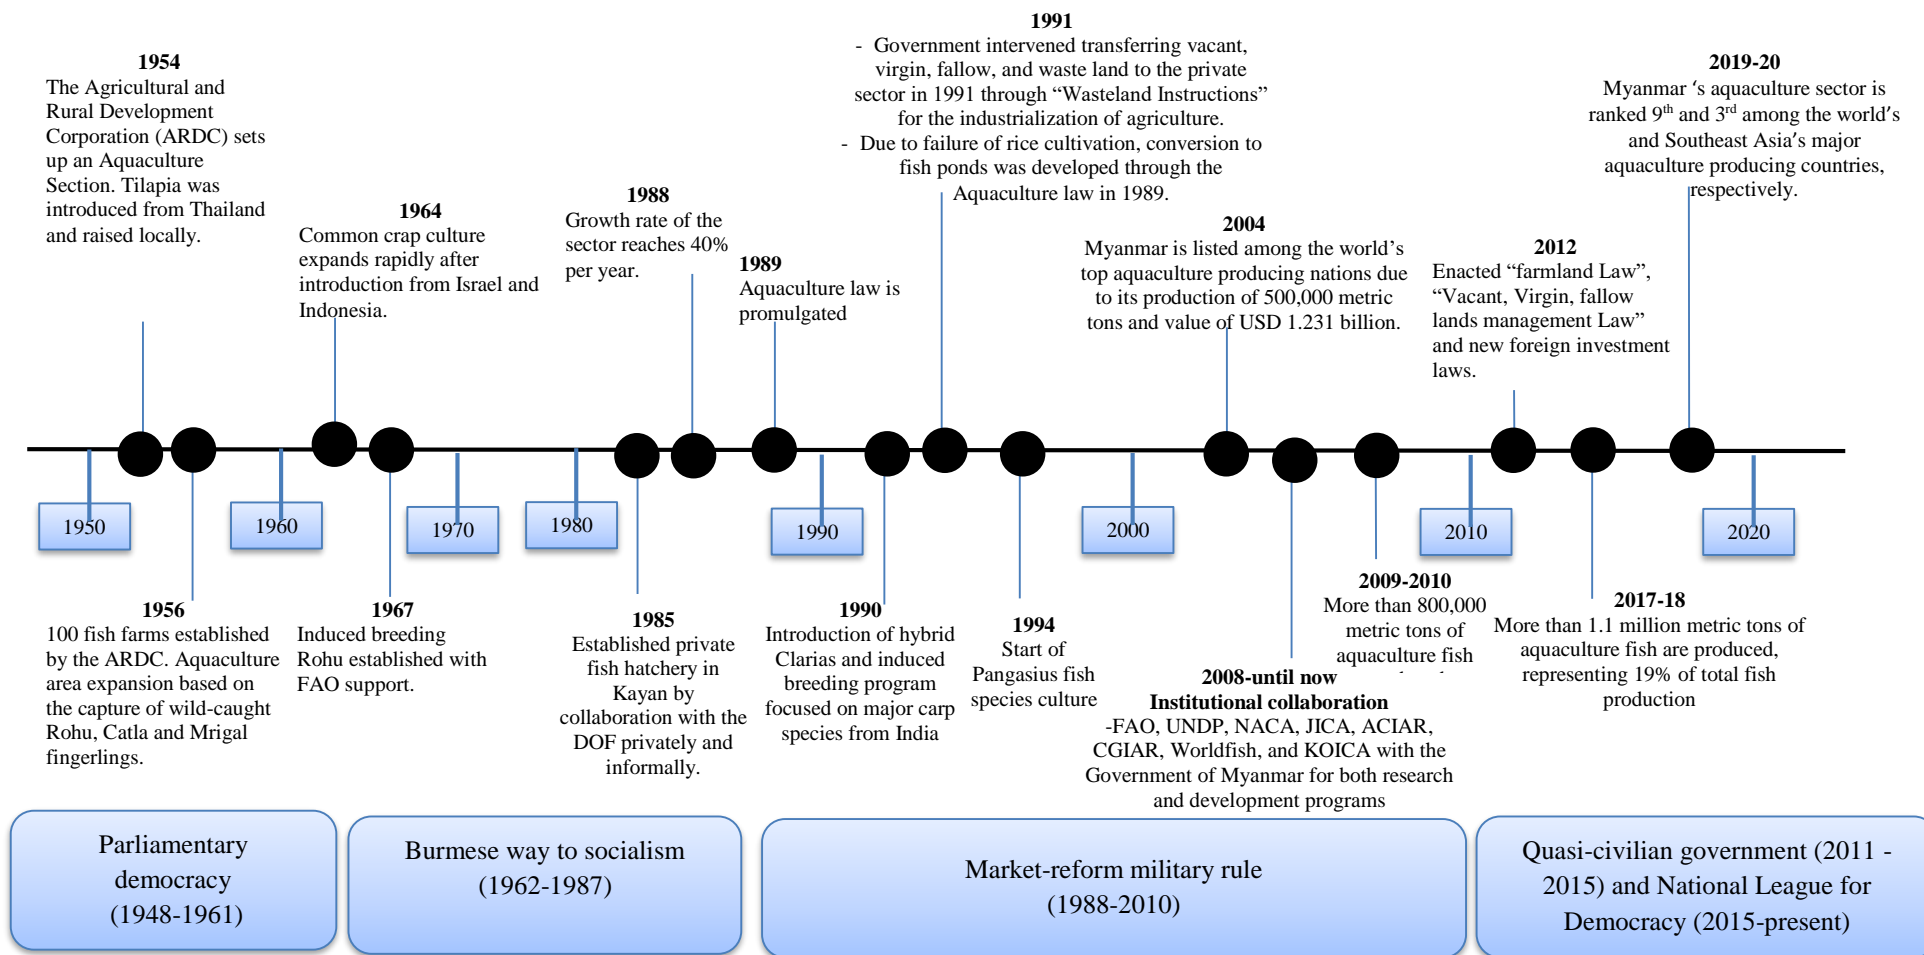 1954
The Agricultural and
Rural Development
Corporation (ARDC) sets
up an Aquaculture
Section. Tilapia was
introduced from Thailand
and raised locally.
1964
Common crap culture
expands rapidly after
introduction from Israel and
Indonesia.
1988
Growth rate of the
sector reaches 40%
per year.
1989
Aquaculture law is
promulgated
1991
- Government intervened transferring vacant,
virgin, fallow, and waste land to the private
sector in 1991 through “Wasteland Instructions”
for the industrialization of agriculture.
- Due to failure of rice cultivation, conversion to
fish ponds was developed through the
Aquaculture law in 1989.
2004
Myanmar is listed among the world’s
top aquaculture producing nations due
to its production of 500,000 metric
tons and value of USD 1.231 billion.
2012
Enacted “farmland Law”,
“Vacant, Virgin, fallow
lands management Law”
and new foreign investment
laws.
2019-20
Myanmar ‘s aquaculture sector is
ranked 9th and 3rd among the world’s
and Southeast Asia’s major
aquaculture producing countries,
respectively.
1950
1960
1970
1980
1990
2000
2010
2020
1956
100 fish farms established
by the ARDC. Aquaculture
area expansion based on
the capture of wild-caught
Rohu, Catla and Mrigal
fingerlings.
1967
Induced breeding
Rohu established with
FAO support.
1985
Established private
fish hatchery in
Kayan by
collaboration with the
DOF privately and
informally.
1990
Introduction of hybrid
Clarias and induced
breeding program
focused on major carp
species from India
1994
Start of
Pangasius fish
species culture
2008-until now
Institutional collaboration
-FAO, UNDP, NACA, JICA, ACIAR,
CGIAR, Worldfish, and KOICA with the
Government of Myanmar for both research
and development programs
2009-2010
More than 800,000
metric tons of
aquaculture fish
2017-18
More than 1.1 million metric tons of
aquaculture fish are produced,
representing 19% of total fish
production
Parliamentary
democracy
(1948-1961)
Burmese way to socialism
(1962-1987)
Market-reform military rule
(1988-2010)
Quasi-civilian government (2011 -
2015) and National League for
Democracy (2015-present)